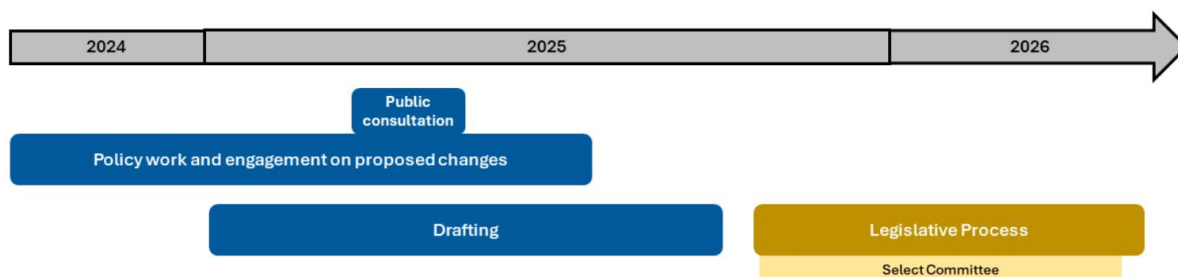 2024 2025 2026
Public
consultation
Policy work and engagement on proposed changes
Drafting Legislative Process
Select Committee